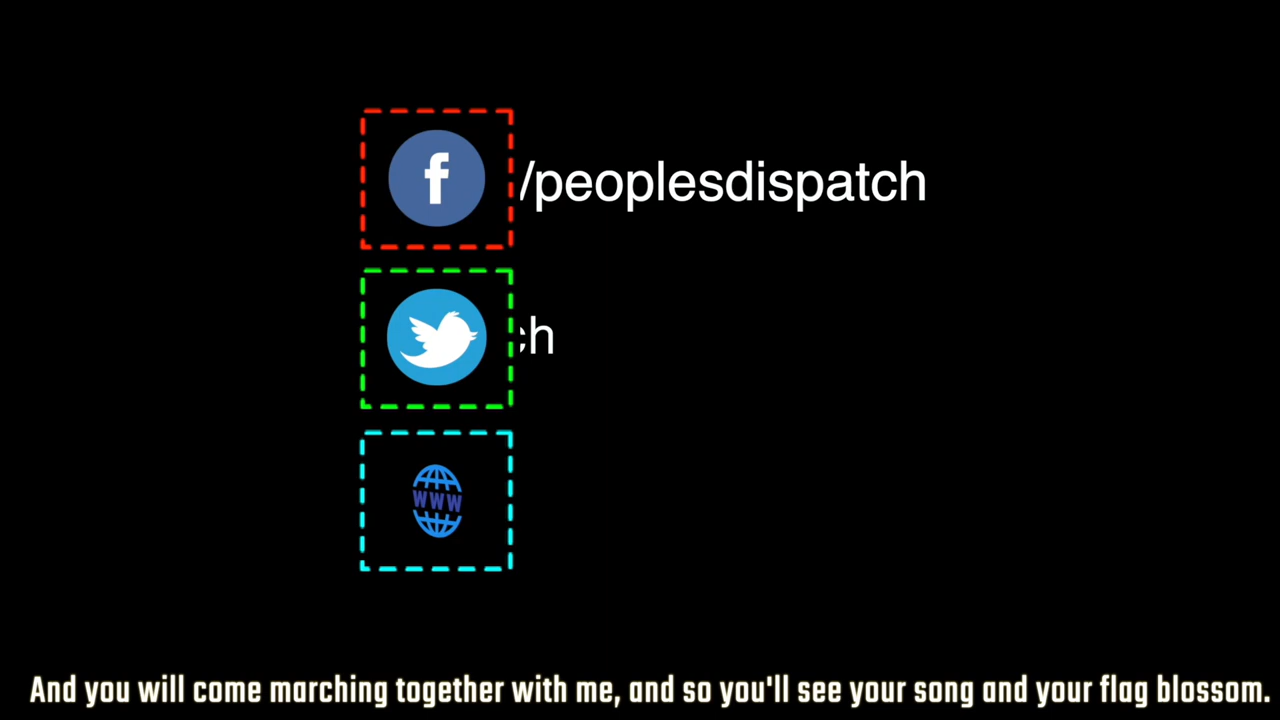 f /peoplesdispatch
ch
WWW
And you will come marching together with me, and so you'll see your song and your flag blossom.